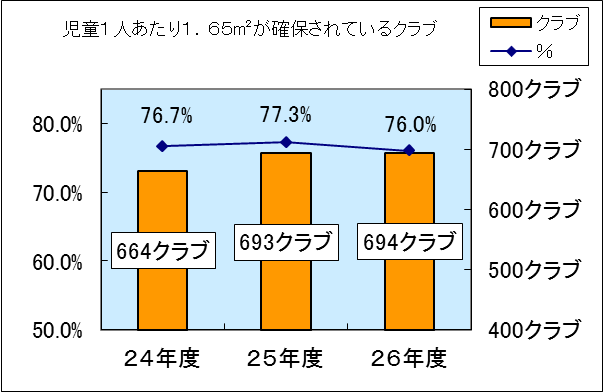 児童１人あたり１．６５㎡が確保されているクラブ
クラブ
％
80.0%
70.0%
60.0%
50.0%
800クラブ
700クラブ
600クラブ
500クラブ
400クラブ
76.7%
77.3%
76.0%
664クラブ
693クラブ
694クラブ
２４年度
２５年度
２６年度